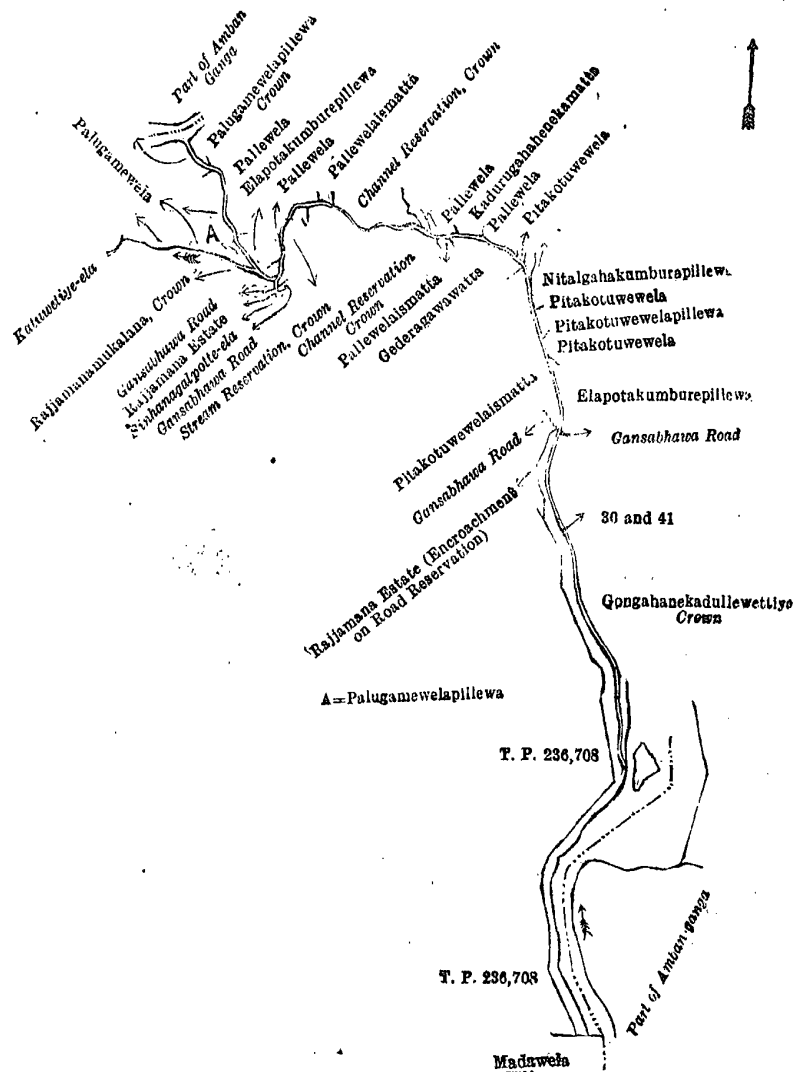 Part of Amban
Ganga
Palugamewelapillewa
Crown
Pallewela
Elapotakumburepillewa
Pallewela
Pallewelaismatta
Channel Reservation, Crown
Pallewela
Kadurugahahenekamatta
Pallewela
Pitakotuwewela
Palugamewela
A
Katuwetiye-ela
Rajjamanamukalana, Crown
Gansabhawa Road
Rajjamana Estate
Sinhanagalpotte-ela
Gansabhawa Road
Stream Reservation, Crown
Channel Reservation
Crown
Pallewelaismatta
Gederagawawatta
Nitalgahakumburapillewa
Pitakotuwewela
Pitakotuwewelapillewa
Pitakotuwewela
Elapotakumburepillewa
Pitakotuwewelaismatta
Gansabhawa Road
Gansabhawa Road
30 and 41
Rajjamana Estate (Encroachment
on Road Reservation)
Gongahanekadullewettiye
Crown
A=Palugamewelapillewa
T. P. 236,708
Part of Amban-ganga
T. P. 236,708
Madawela